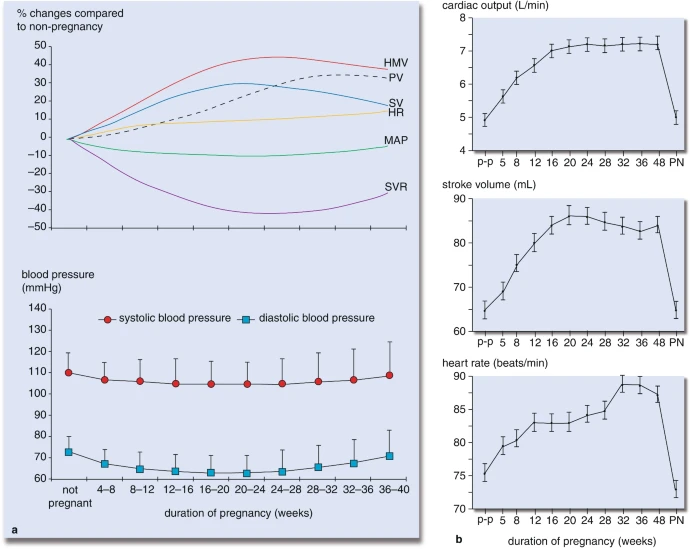 % changes compared
to non-pregnancy
50
40
30
20
10
0
–10
–20
–30
–40
–50
HMV
PV
SV
HR
MAP
SVR
blood pressure
(mmHg)
140
130
120
110
100
90
80
70
60
systolic blood pressure diastolic blood pressure
not pregnant 4–8 8–12 12–16 16–20 20–24 24–28 28–32 32–36 36–40
duration of pregnancy (weeks)
a
cardiac output (L/min)
8
7
6
5
4
p-p 5 8 12 16 20 24 28 32 36 48 PN
stroke volume (mL)
90
80
70
60
p-p 5 8 12 16 20 24 28 32 36 48 PN
heart rate (beats/min)
90
85
80
75
70
p-p 5 8 12 16 20 24 28 32 36 48 PN
b duration of pregnancy (weeks)